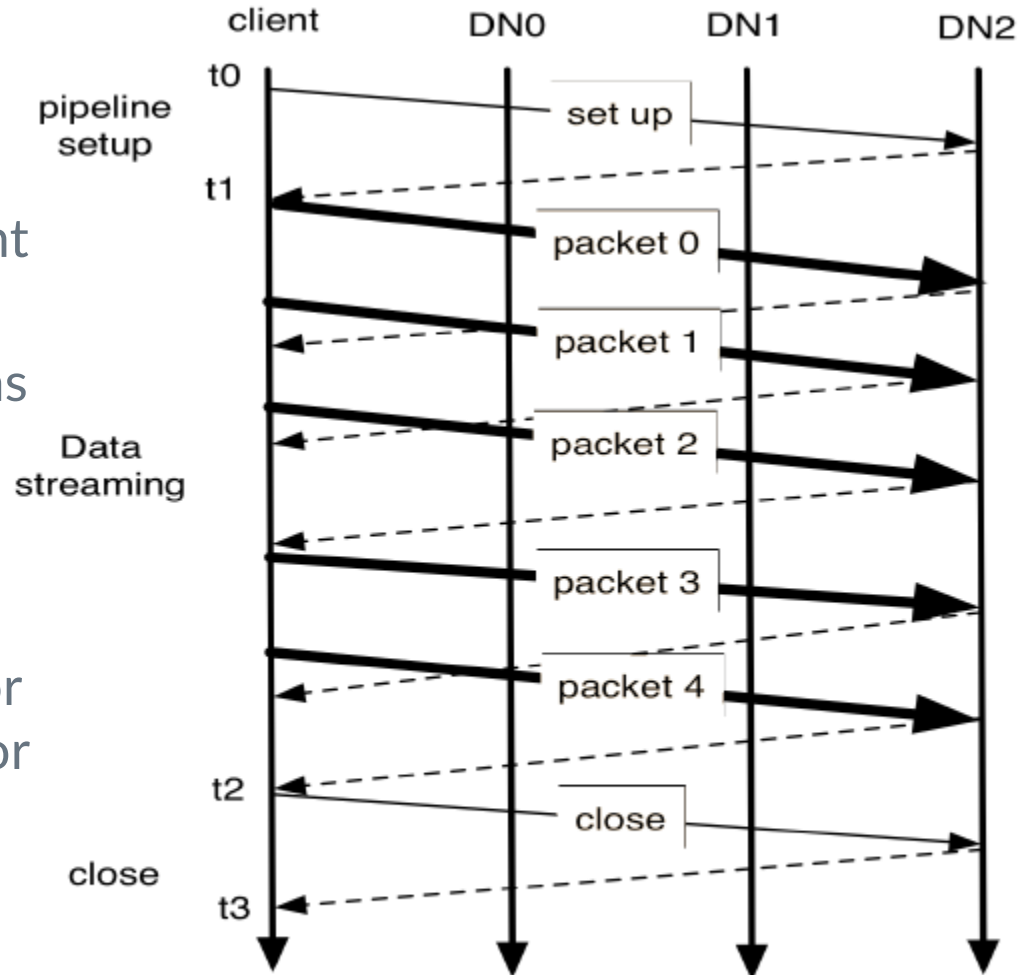 client
DN0
DN1
DN2
t0
pipeline
setup
set up
t1
packet 0
packet 1
packet 2
Data
streaming
packet 3
packet 4
t2
close
close
t3